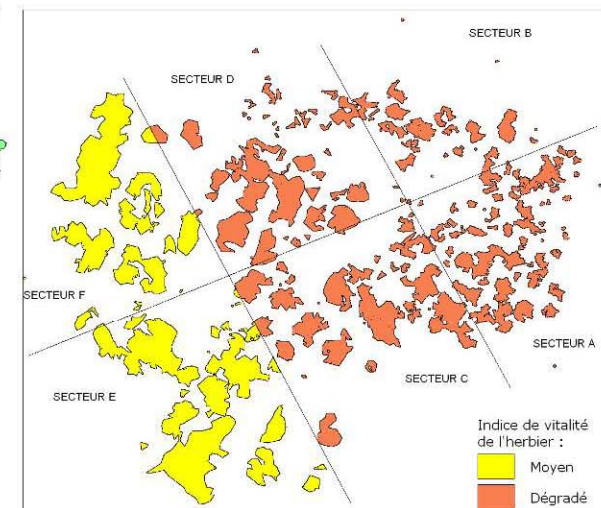 SECTEUR B
SECTEUR D
SECTEUR F
SECTEUR A
SECTEUR C
SECTEUR E
Indice de vitalité
de l'herbier :
Moyen
Dégradé